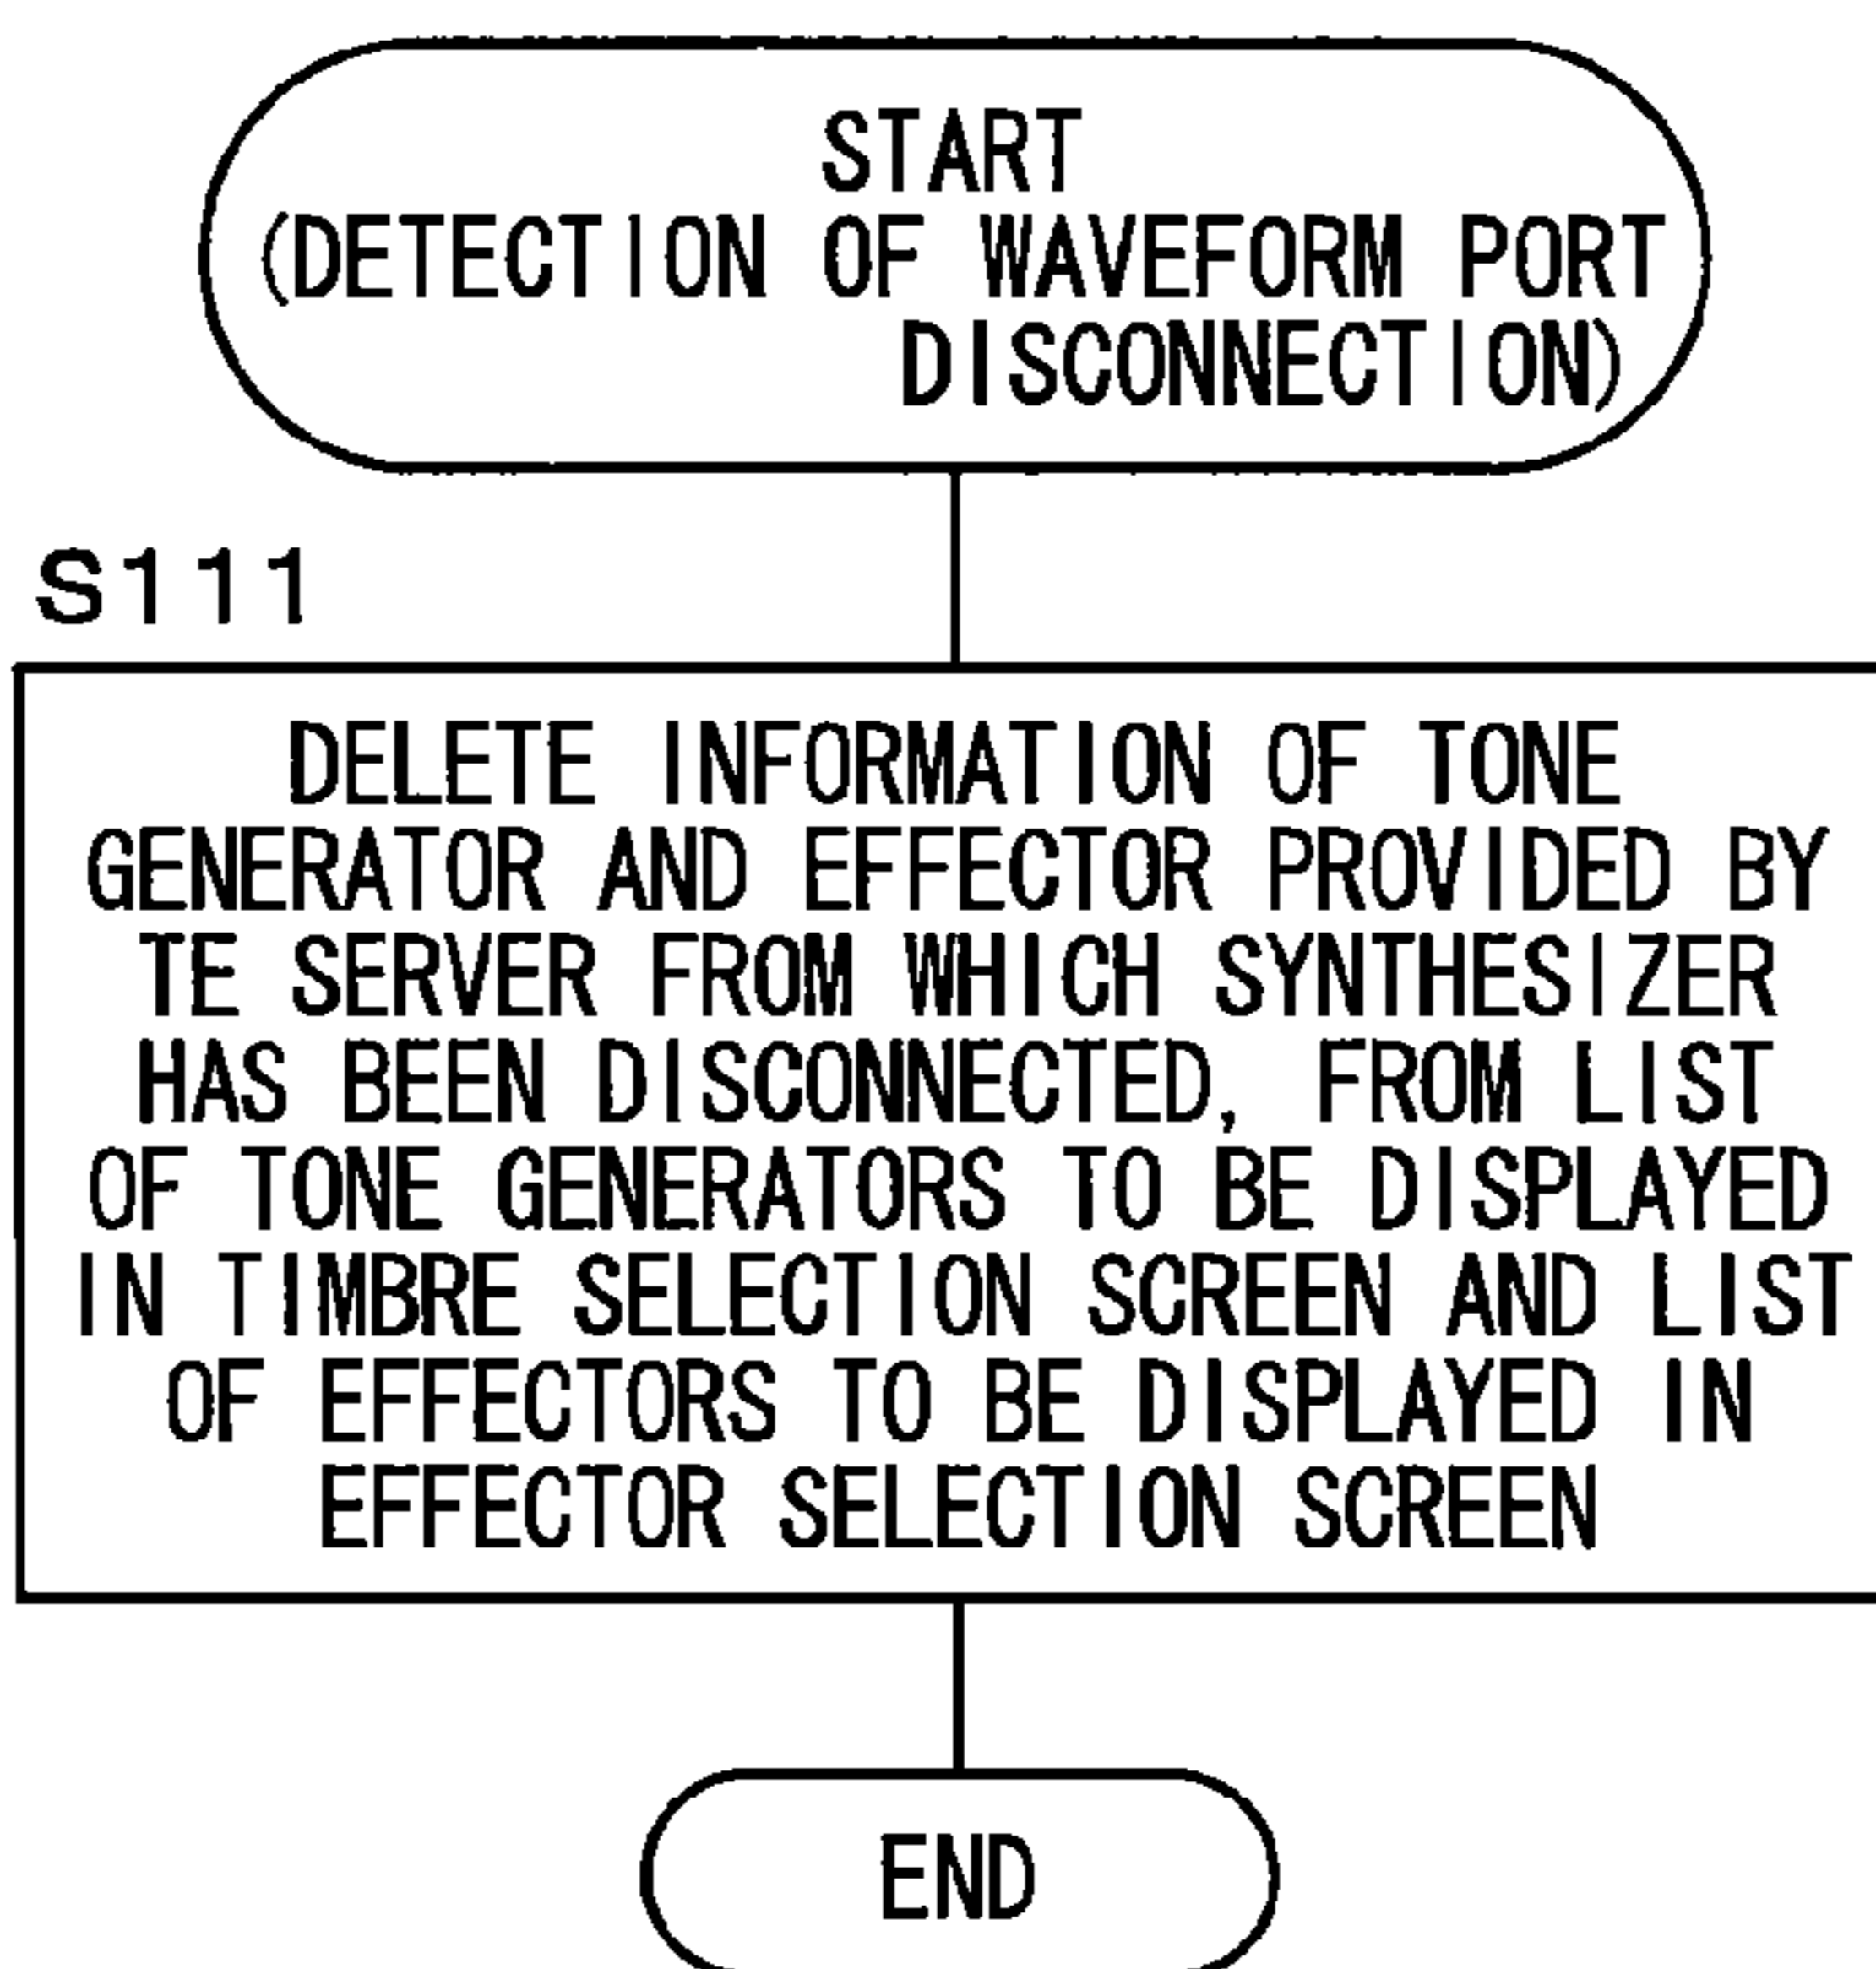 START
(DETECTION OF WAVEFORM PORT
DISCONNECTION)
S111
DELETE INFORMATION OF TONE
GENERATOR AND EFFECTOR PROVIDED BY
TE SERVER FROM WHICH SYNTHESIZER
HAS BEEN DISCONNECTED, FROM LIST
OF TONE GENERATORS TO BE DISPLAYED
IN TIMBRE SELECTION SCREEN AND LIST
OF EFFECTORS TO BE DISPLAYED IN
EFFECTOR SELECTION SCREEN
END